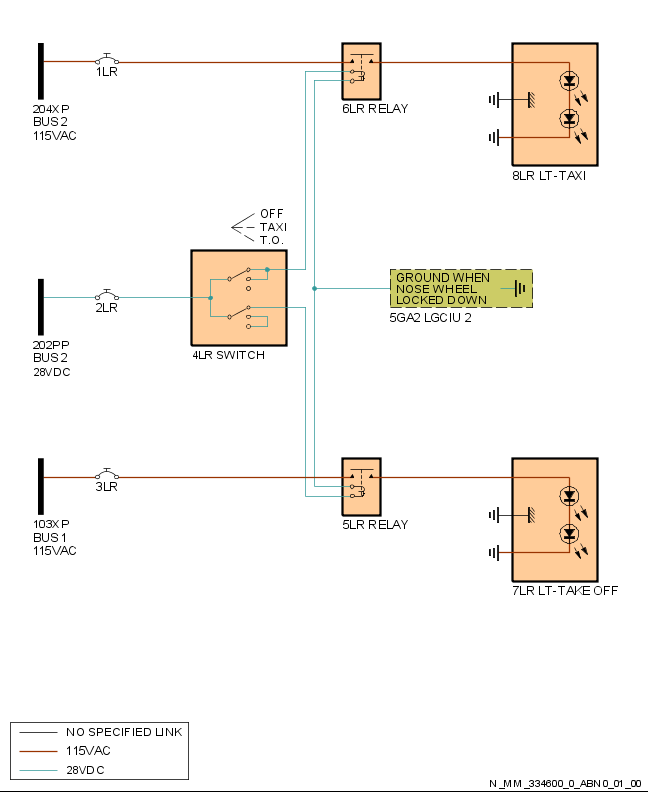 1LR
204XP
BUS 2
115VAC
6LR RELAY
8LR LT-TAXI
OFF
TAXI
T.O.
2LR
202PP
BUS 2
28VDC
4LR SWITCH
GROUND WHEN
NOSE WHEEL
LOCKED DOWN
5GA2 LGCIU 2
3LR
103XP
BUS 1
115VAC
5LR RELAY
7LR LT-TAKE OFF
NO SPECIFIED LINK
115VAC
28VDC
N_MM_334600_0_ABN0_01_00